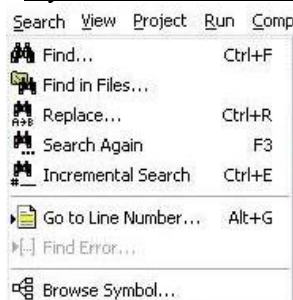 Search View Project Run Comp
Find... Ctrl+F
Find in Files...
Replace... Ctrl+R
Search Again F3
Incremental Search Ctrl+E
Go to Line Number... Alt+G
Find Error...
Browse Symbol...